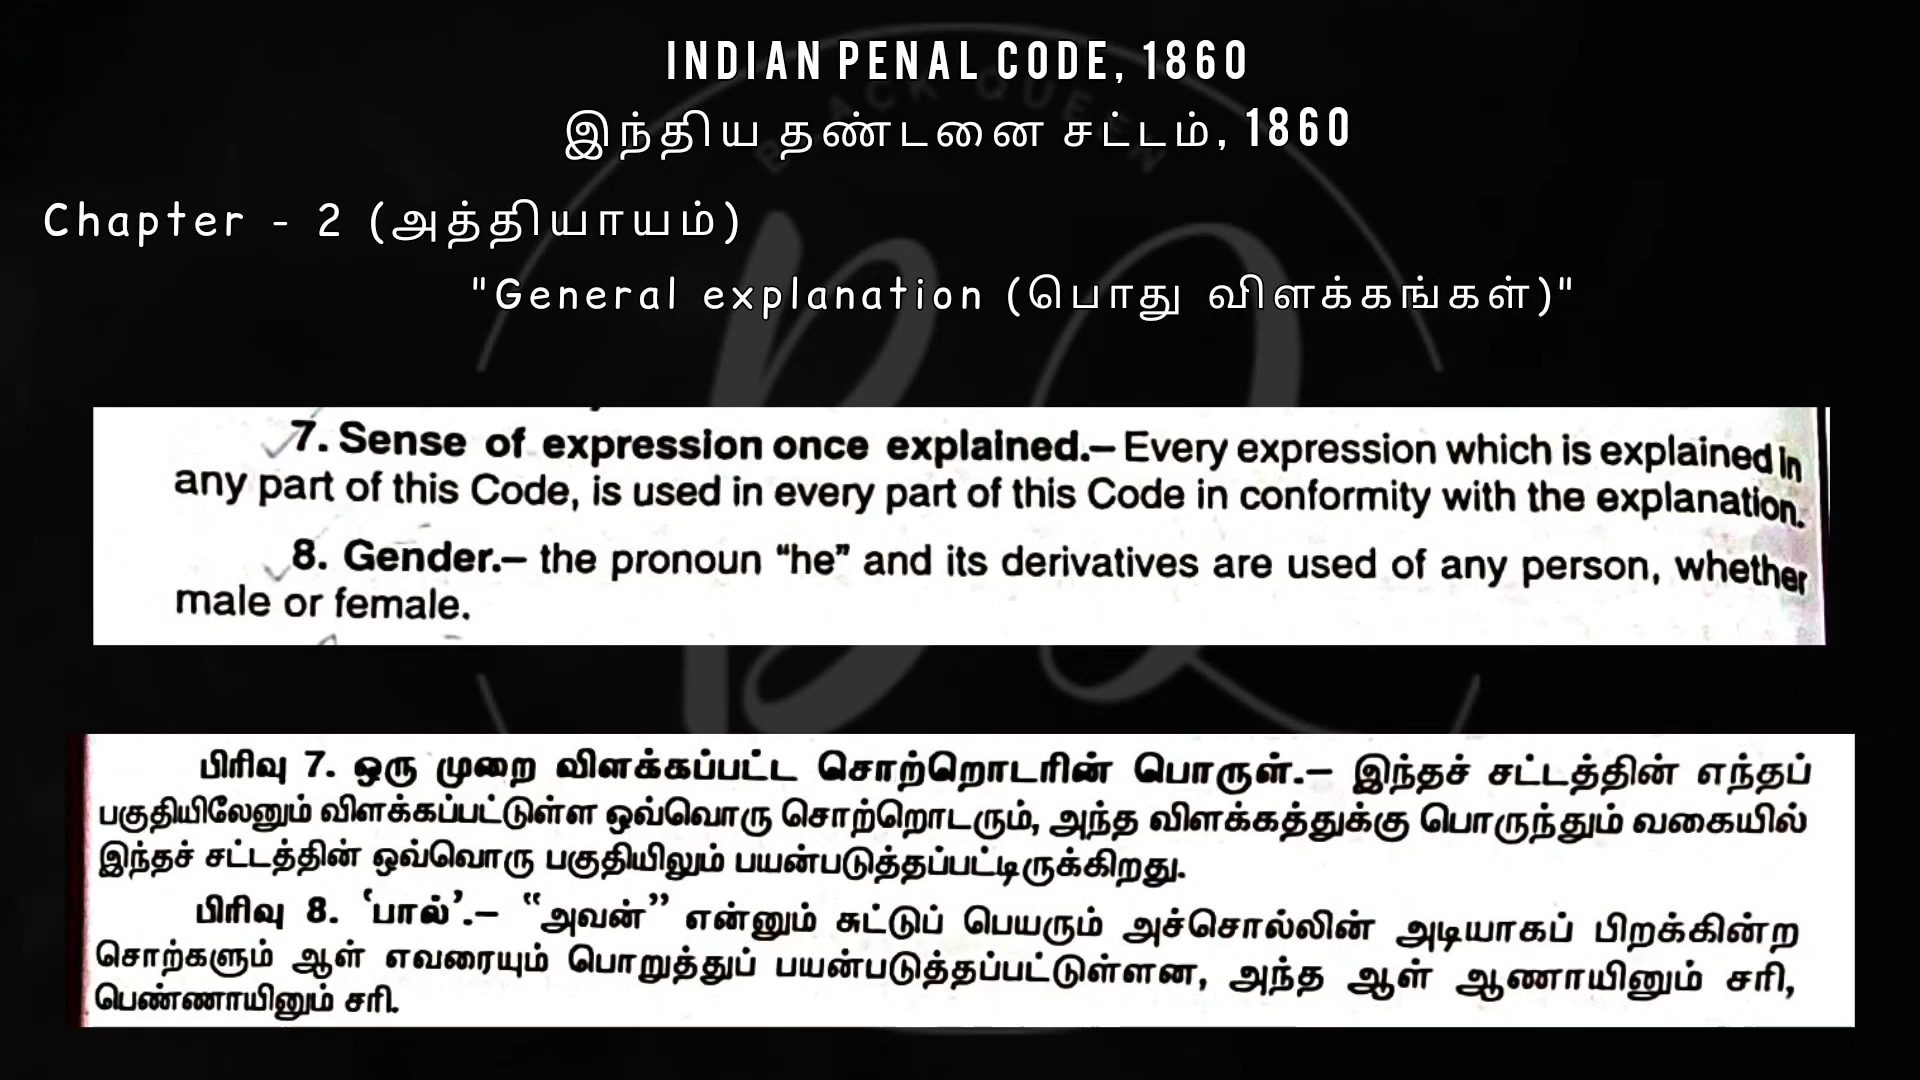 INDIAN PENAL CODE, 1860
இந்திய தண்டனை சட்டம், 1860
Chapter - 2 (அத்தியாயம்)
"General explanation (பொது விளக்கங்கள்)"
7. Sense of expression once explained.– Every expression which is explained in
any part of this Code, is used in every part of this Code in conformity with the explanation.
8. Gender.– the pronoun “he” and its derivatives are used of any person, whether
male or female.
பிரிவு 7. ஒரு முறை விளக்கப்பட்ட சொற்றொடரின் பொருள்.– இந்தச் சட்டத்தின் எந்தப்
பகுதியிலேனும் விளக்கப்பட்டுள்ள ஒவ்வொரு சொற்றொடரும், அந்த விளக்கத்துக்கு பொருந்தும் வகையில்
இந்தச் சட்டத்தின் ஒவ்வொரு பகுதியிலும் பயன்படுத்தப்பட்டிருக்கிறது.
பிரிவு 8. ‘பால்’.– “அவன்” என்னும் சுட்டுப் பெயரும் அச்சொல்லின் அடியாகப் பிறக்கின்ற
சொற்களும் ஆள் எவரையும் பொறுத்துப் பயன்படுத்தப்பட்டுள்ளன, அந்த ஆள் ஆணாயினும் சரி,
பெண்ணாயினும் சரி.
BLACK QUEEN
BQ